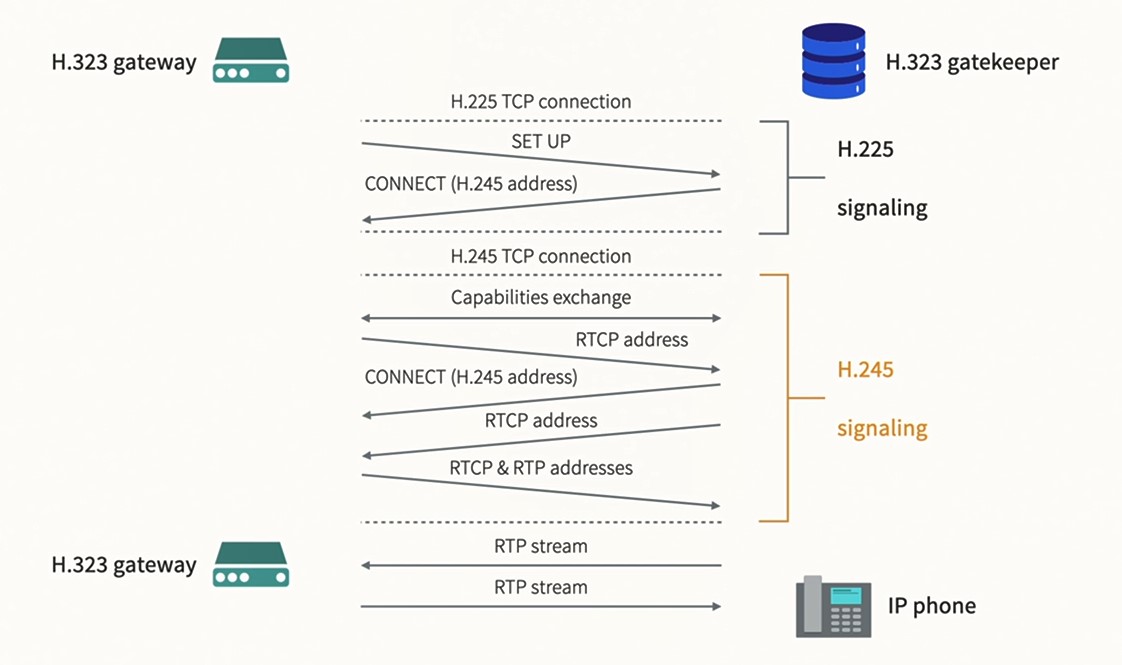 H.323 gateway
H.323 gatekeeper
H.225 TCP connection
SET UP
CONNECT (H.245 address)
H.225
signaling
H.245 TCP connection
Capabilities exchange
RTCP address
CONNECT (H.245 address)
RTCP address
RTCP & RTP addresses
H.245
signaling
H.323 gateway
RTP stream
RTP stream
IP phone